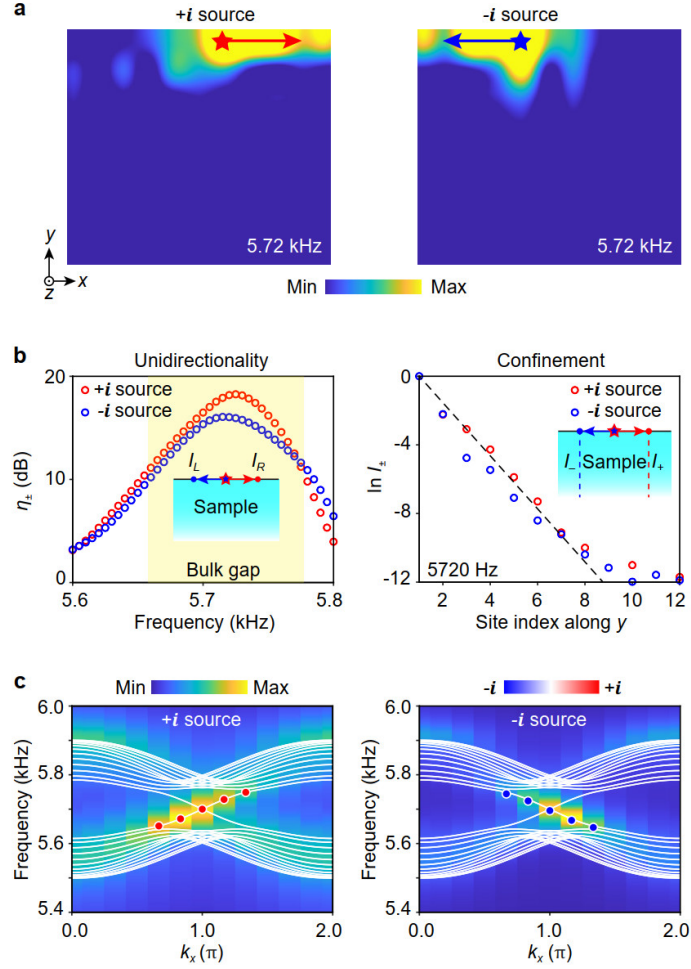 a
+i source
-i source
5.72 kHz
5.72 kHz
y
z
x
Min
Max
b
Unidirectionality
Confinement
20
+i source
-i source
10
0
η± (dB)
I_L
I_R
Sample
Bulk gap
5.6
5.7
5.8
Frequency (kHz)
0
-4
-8
-12
ln I±
+i source
-i source
I₋
Sample
I₊
5720 Hz
2
4
6
8
10
12
Site index along y
c
Min
Max
-i
+i
6.0
+i source
5.8
5.6
5.4
Frequency (kHz)
0.0
1.0
2.0
kₓ (π)
6.0
-i source
5.8
5.6
5.4
Frequency (kHz)
0.0
1.0
2.0
kₓ (π)